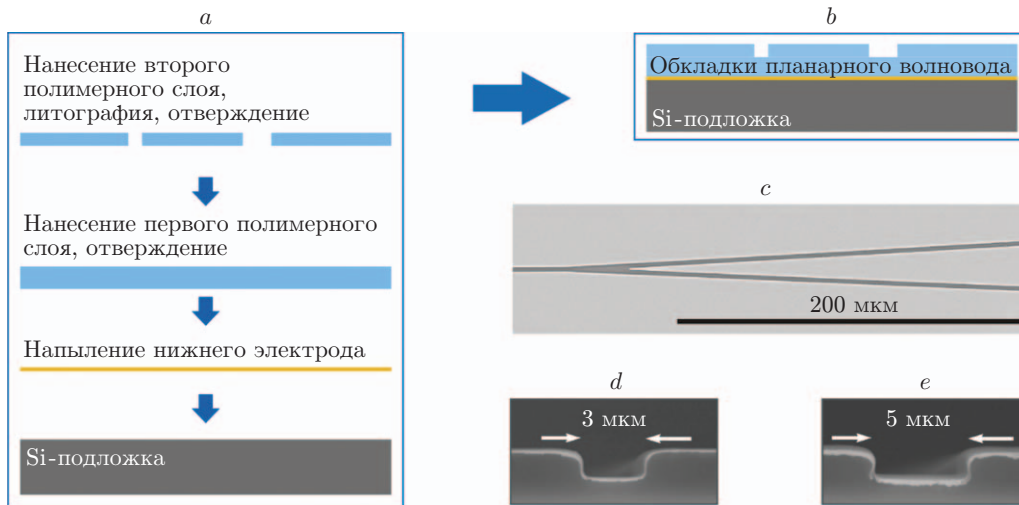 a
Нанесение второго
полимерного слоя,
литография, отверждение
Нанесение первого полимерного
слоя, отверждение
Напыление нижнего электрода
Si-подложка
b
Обкладки планарного волновода
Si-подложка
c
200 мкм
d
3 мкм
e
5 мкм